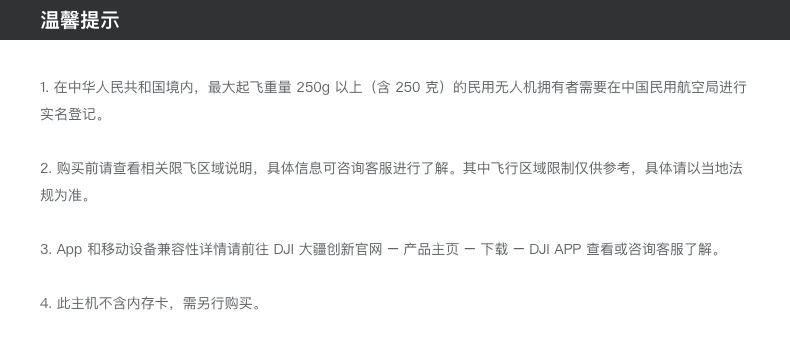 温馨提示
1. 在中华人民共和国境内，最大起飞重量 250g 以上（含 250 克）的民用无人机拥有者需要在中国民用航空局进行
实名登记。
2. 购买前请查看相关限飞区域说明，具体信息可咨询客服进行了解。其中飞行区域限制仅供参考，具体请以当地法
规为准。
3. App 和移动设备兼容性详情请前往 DJI 大疆创新官网 — 产品主页 — 下载 — DJI APP 查看或咨询客服了解。
4. 此主机不含内存卡，需另行购买。